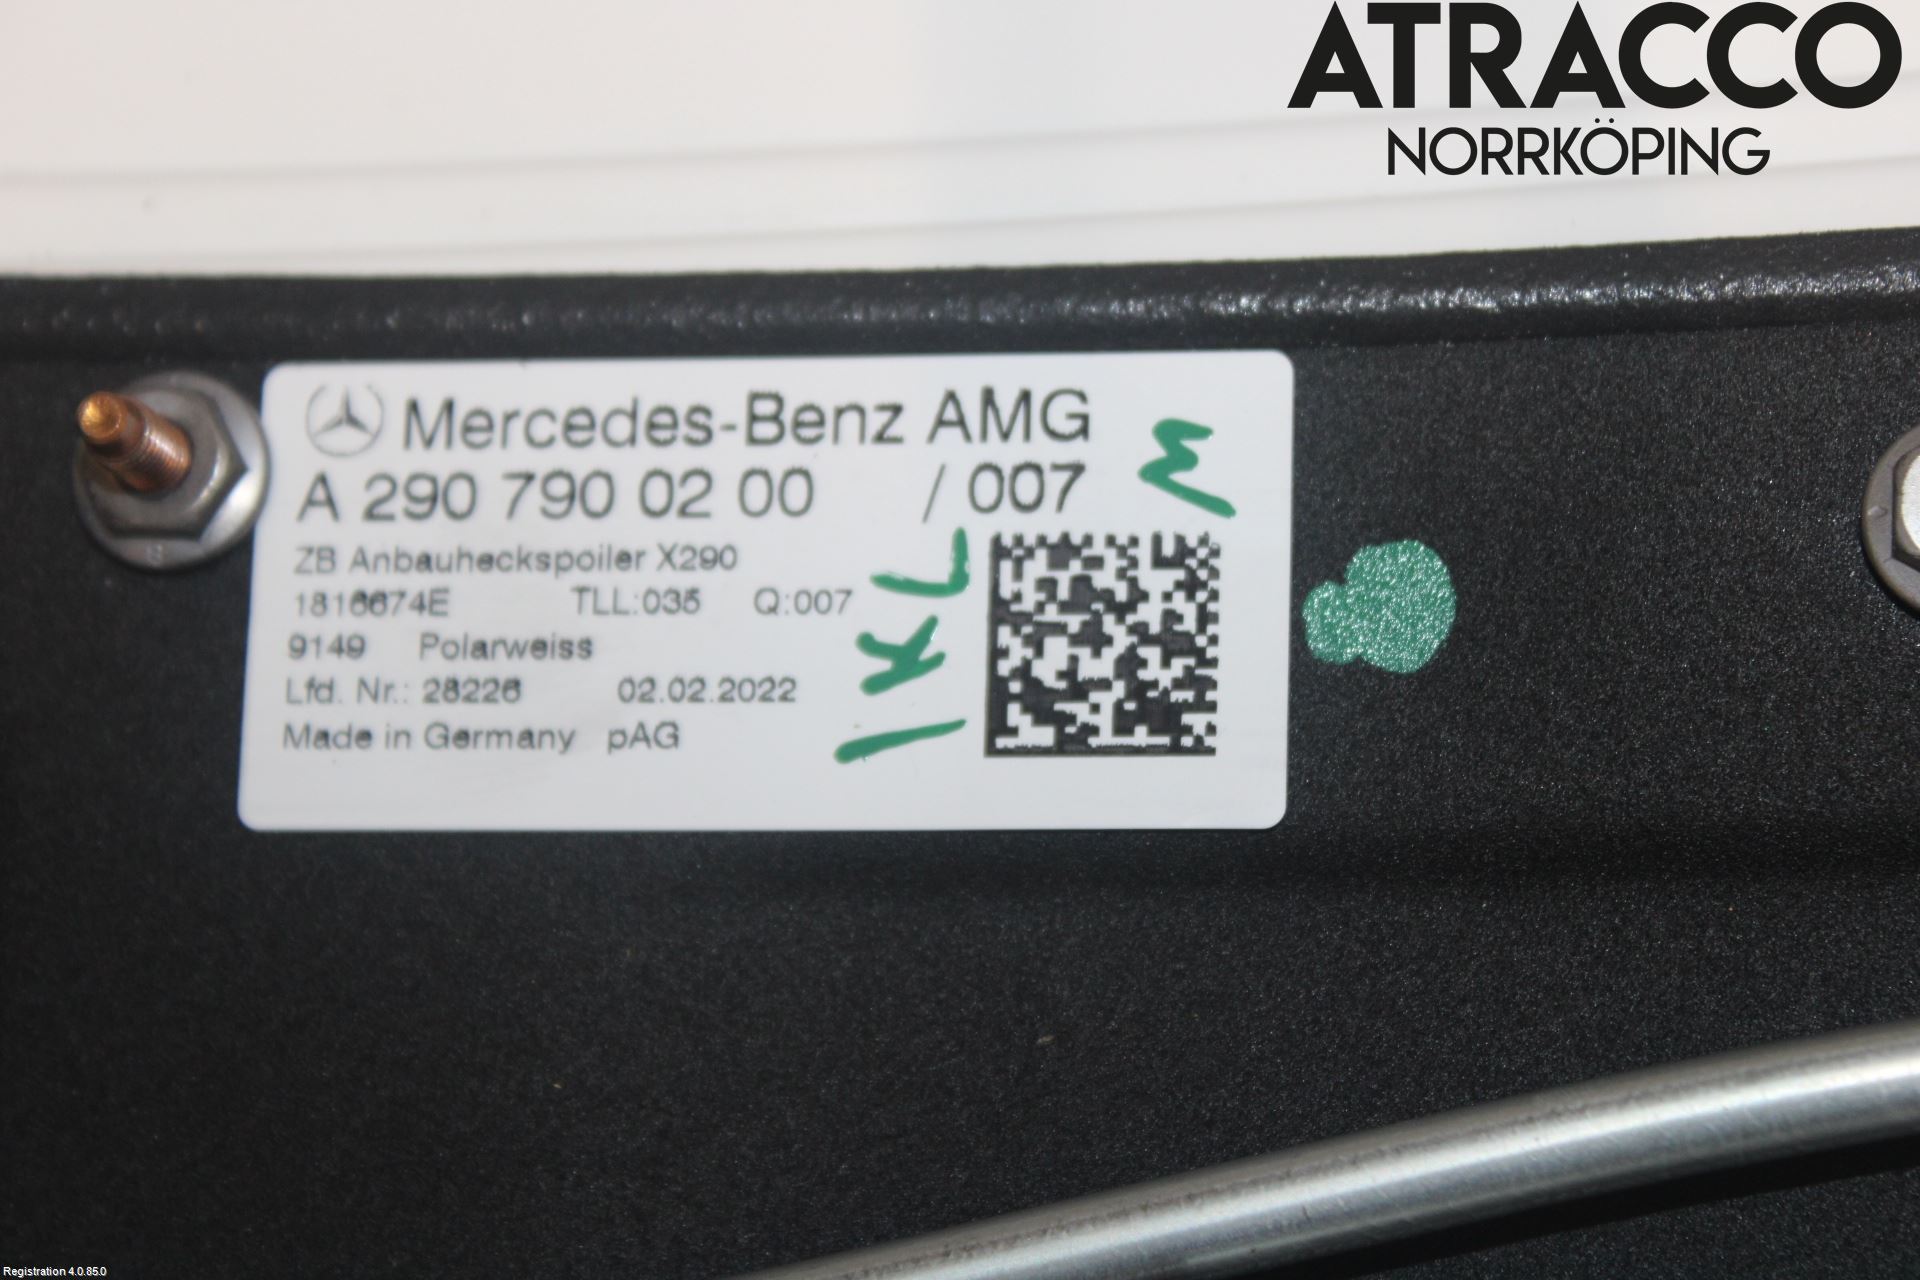 ATRACCO
NORRKÖPING
Mercedes-Benz AMG
A 290 790 02 00 / 007
ZB Anbauheckspoiler X290
1816674E TLL:035 Q:007
9149 Polarweiss
Lfd. Nr.: 28226 02.02.2022
Made in Germany pAG
1 K L M
Registration 4.0.85.0